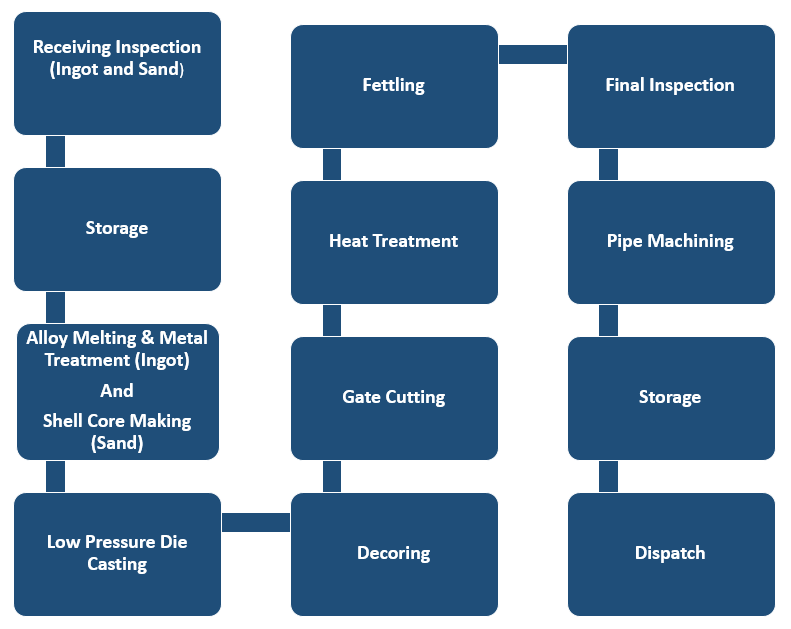 Receiving Inspection
(Ingot and Sand)
Storage
Alloy Melting & Metal
Treatment (Ingot)
And
Shell Core Making
(Sand)
Low Pressure Die
Casting
Decoring
Gate Cutting
Heat Treatment
Fettling
Final Inspection
Pipe Machining
Storage
Dispatch